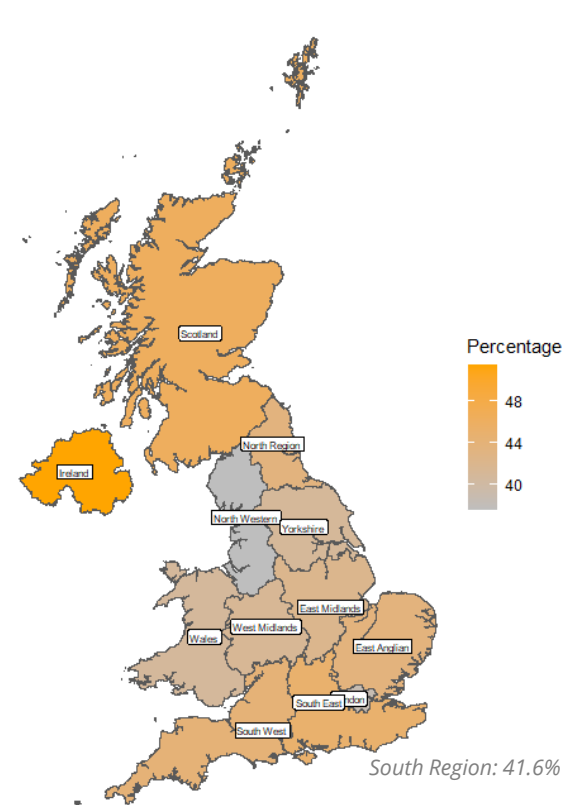 Scotland
Percentage
48
44
40
North Region
Ireland
North Western
Yorkshire
East Midlands
West Midlands
Wales
East Anglian
South East
ndon
South West
South Region: 41.6%